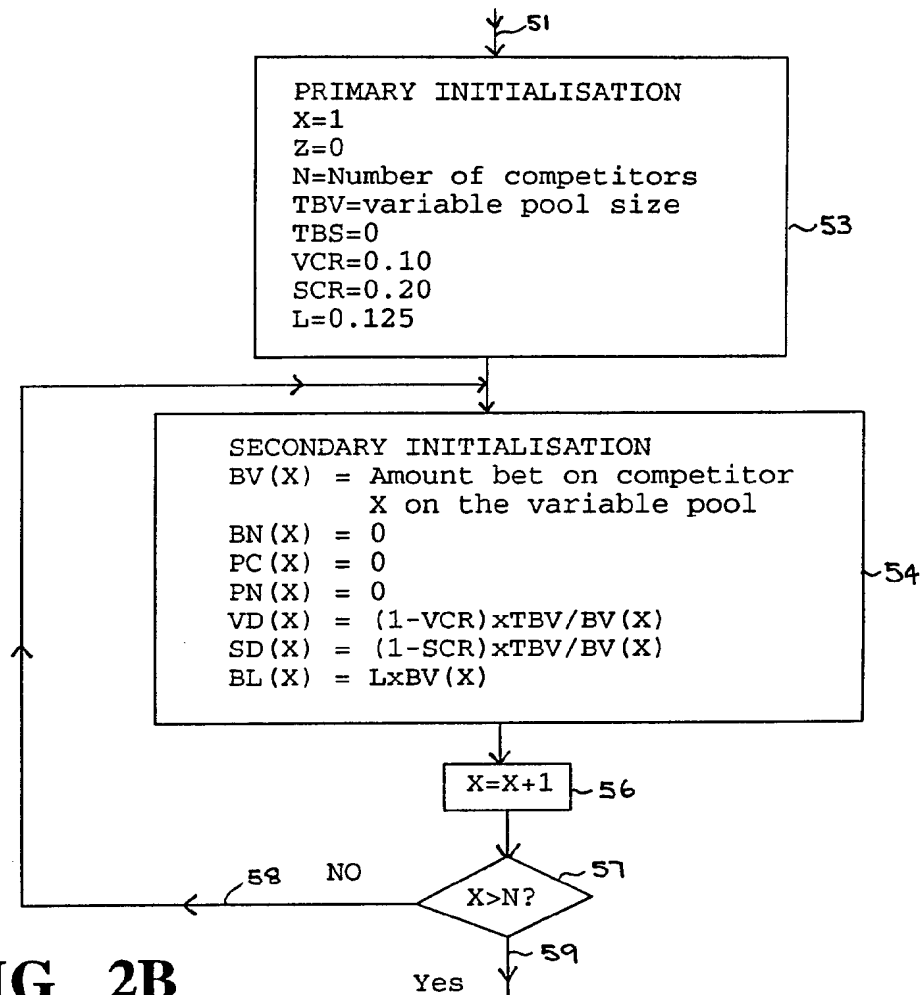 51
PRIMARY INITIALISATION
X=1
Z=0
N=Number of competitors
TBV=variable pool size
TBS=0
VCR=0.10
SCR=0.20
L=0.125
53
SECONDARY INITIALISATION
BV(X) = Amount bet on competitor
X on the variable pool
BN(X) = 0
PC(X) = 0
PN(X) = 0
VD(X) = (1-VCR)xTBV/BV(X)
SD(X) = (1-SCR)xTBV/BV(X)
BL(X) = LxBV(X)
54
X=X+1
56
57
58
NO
X>N?
59
Yes
2B